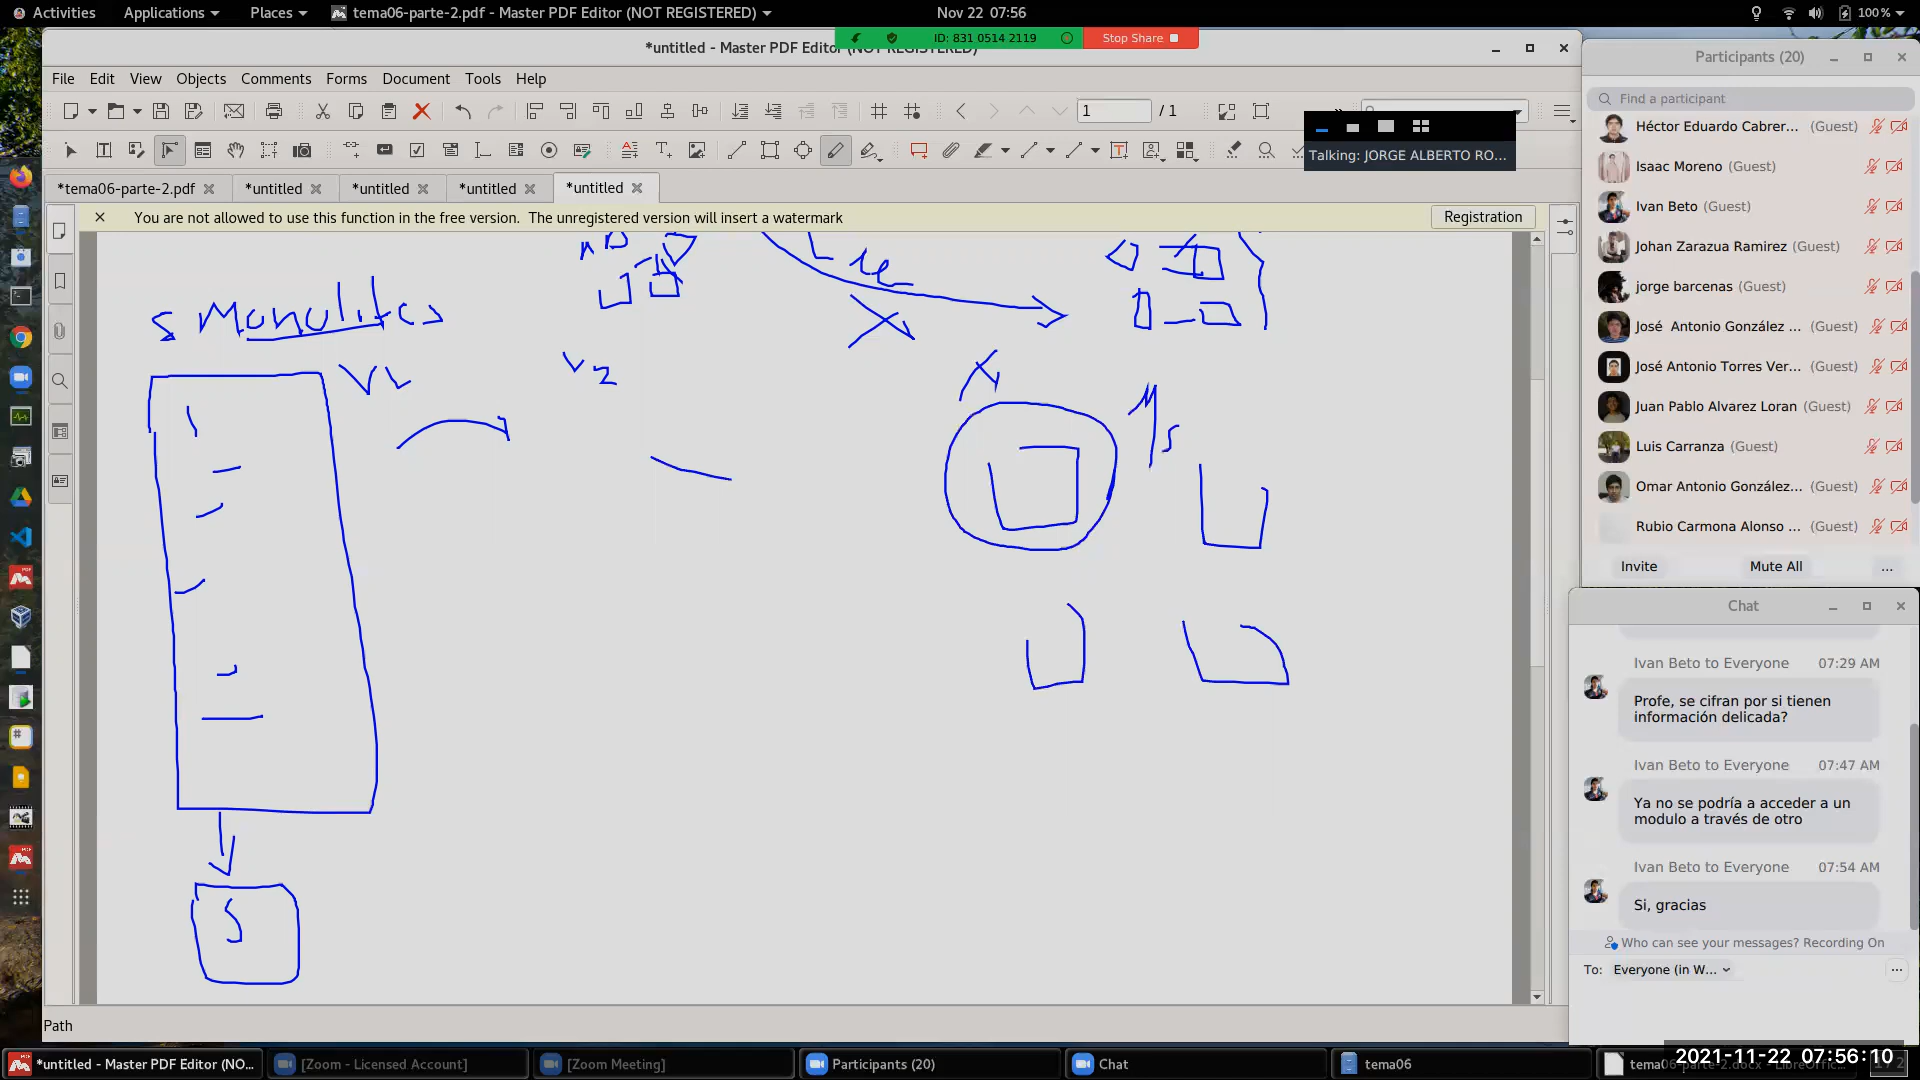 Activities
Applications
Places
tema06-parte-2.pdf - Master PDF Editor (NOT REGISTERED)
Nov 22 07:56
100%
*untitled - Master PDF Editor (NOT REGISTERED)
ID: 831 0514 2119
Stop Share
File Edit View Objects Comments Forms Document Tools Help
1 / 1
Talking: JORGE ALBERTO RO...
*tema06-parte-2.pdf
*untitled
*untitled
*untitled
*untitled
You are not allowed to use this function in the free version. The unregistered version will insert a watermark
Registration
V2
S
Path
Participants (20)
Find a participant
Héctor Eduardo Cabrer... (Guest)
Isaac Moreno (Guest)
Ivan Beto (Guest)
Johan Zarazua Ramirez (Guest)
jorge barcenas (Guest)
José Antonio González ... (Guest)
José Antonio Torres Ver... (Guest)
Juan Pablo Alvarez Loran (Guest)
Luis Carranza (Guest)
Omar Antonio González... (Guest)
Rubio Carmona Alonso ... (Guest)
Invite
Mute All
...
Chat
Ivan Beto to Everyone 07:29 AM
Profe, se cifran por si tienen
información delicada?
Ivan Beto to Everyone 07:47 AM
Ya no se podría a acceder a un
modulo a través de otro
Ivan Beto to Everyone 07:54 AM
Si, gracias
Who can see your messages? Recording On
To: Everyone (in W...
*untitled - Master PDF Editor (NO...
[Zoom - Licensed Account]
[Zoom Meeting]
Participants (20)
Chat
tema06
2021-11-22 07:56:10